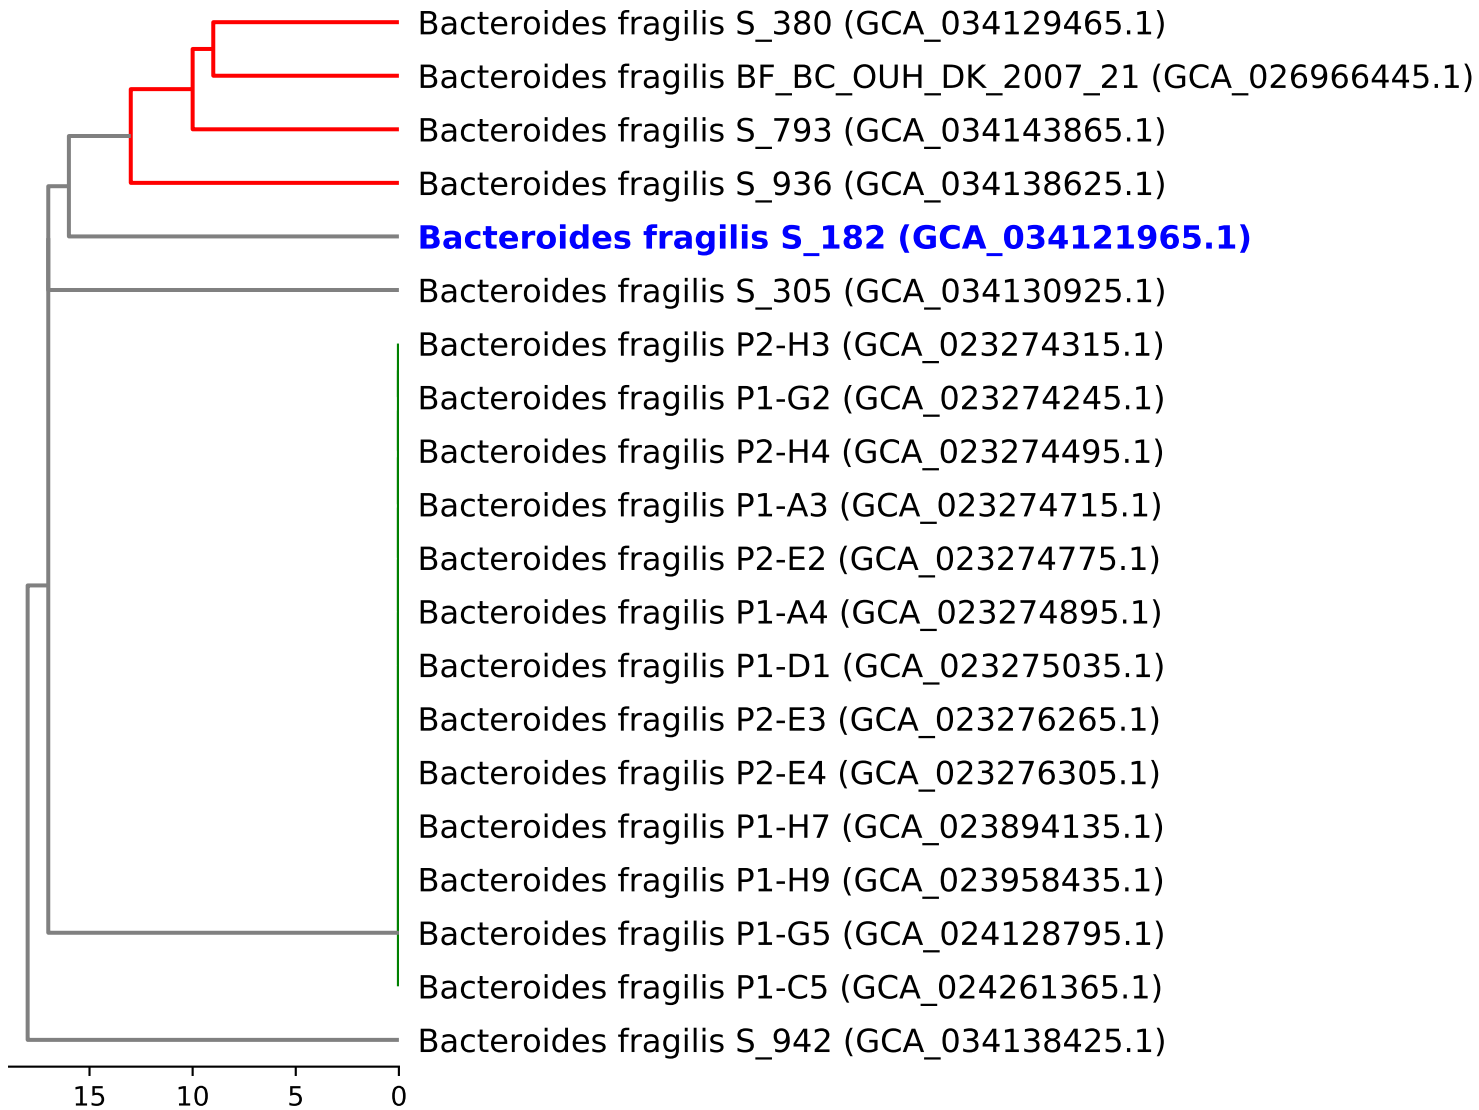 Bacteroides fragilis S_380 (GCA_034129465.1)
Bacteroides fragilis BF_BC_OUH_DK_2007_21 (GCA_026966445.1)
Bacteroides fragilis S_793 (GCA_034143865.1)
Bacteroides fragilis S_936 (GCA_034138625.1)
Bacteroides fragilis S_182 (GCA_034121965.1)
Bacteroides fragilis S_305 (GCA_034130925.1)
Bacteroides fragilis P2-H3 (GCA_023274315.1)
Bacteroides fragilis P1-G2 (GCA_023274245.1)
Bacteroides fragilis P2-H4 (GCA_023274495.1)
Bacteroides fragilis P1-A3 (GCA_023274715.1)
Bacteroides fragilis P2-E2 (GCA_023274775.1)
Bacteroides fragilis P1-A4 (GCA_023274895.1)
Bacteroides fragilis P1-D1 (GCA_023275035.1)
Bacteroides fragilis P2-E3 (GCA_023276265.1)
Bacteroides fragilis P2-E4 (GCA_023276305.1)
Bacteroides fragilis P1-H7 (GCA_023894135.1)
Bacteroides fragilis P1-H9 (GCA_023958435.1)
Bacteroides fragilis P1-G5 (GCA_024128795.1)
Bacteroides fragilis P1-C5 (GCA_024261365.1)
Bacteroides fragilis S_942 (GCA_034138425.1)
15 10 5 0